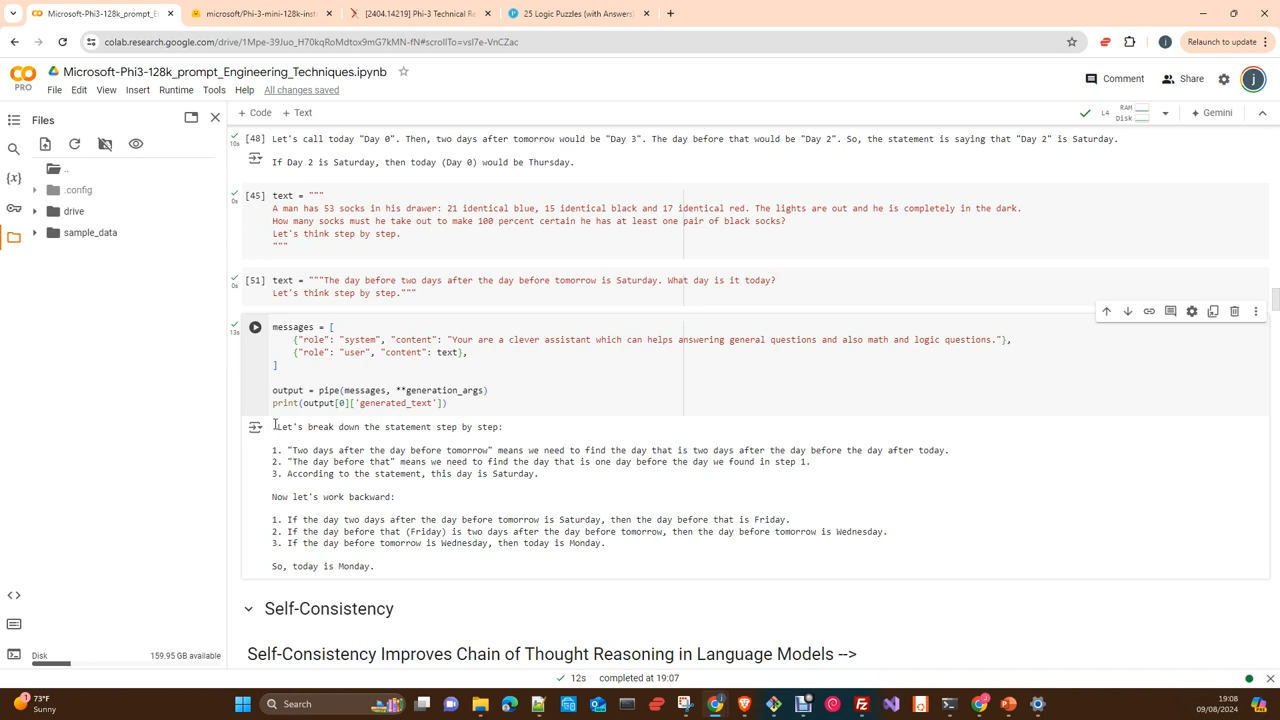 Microsoft-Phi3-128k_prompt_E
microsoft/Phi-3-mini-128k-inst
[2404.14219] Phi-3 Technical Re
25 Logic Puzzles (with Answers)
colab.research.google.com/drive/1Mpe-39Juo_H70kqRoMdtox9mG7kMN-fN#scrollTo=vsl7e-VnCZac
Relaunch to update
Microsoft-Phi3-128k_prompt_Engineering_Techniques.ipynb
PRO
File Edit View Insert Runtime Tools Help All changes saved
Comment Share j
+ Code + Text
L4 RAM Disk Gemini
Files
..
.config
drive
sample_data
[48] Let's call today "Day 0". Then, two days after tomorrow would be "Day 3". The day before that would be "Day 2". So, the statement is saying that "Day 2" is Saturday.
10s
If Day 2 is Saturday, then today (Day 0) would be Thursday.
[45] text = """
0s
A man has 53 socks in his drawer: 21 identical blue, 15 identical black and 17 identical red. The lights are out and he is completely in the dark.
How many socks must he take out to make 100 percent certain he has at least one pair of black socks?
Let's think step by step.
"""
[51] text = """The day before two days after the day before tomorrow is Saturday. What day is it today?
0s
Let's think step by step."""
messages = [
13s
{"role": "system", "content": "Your are a clever assistant which can helps answering general questions and also math and logic questions."},
{"role": "user", "content": text},
]
output = pipe(messages, **generation_args)
print(output[0]['generated_text'])
Let's break down the statement step by step:
1. "Two days after the day before tomorrow" means we need to find the day that is two days after the day before the day after today.
2. "The day before that" means we need to find the day that is one day before the day we found in step 1.
3. According to the statement, this day is Saturday.
Now let's work backward:
1. If the day two days after the day before tomorrow is Saturday, then the day before that is Friday.
2. If the day before that (Friday) is two days after the day before tomorrow, then the day before tomorrow is Wednesday.
3. If the day before tomorrow is Wednesday, then today is Monday.
So, today is Monday.
Self-Consistency
Self-Consistency Improves Chain of Thought Reasoning in Language Models -->
Disk 159.95 GB available
12s completed at 19:07
73°F
Sunny
Search
19:08
09/08/2024